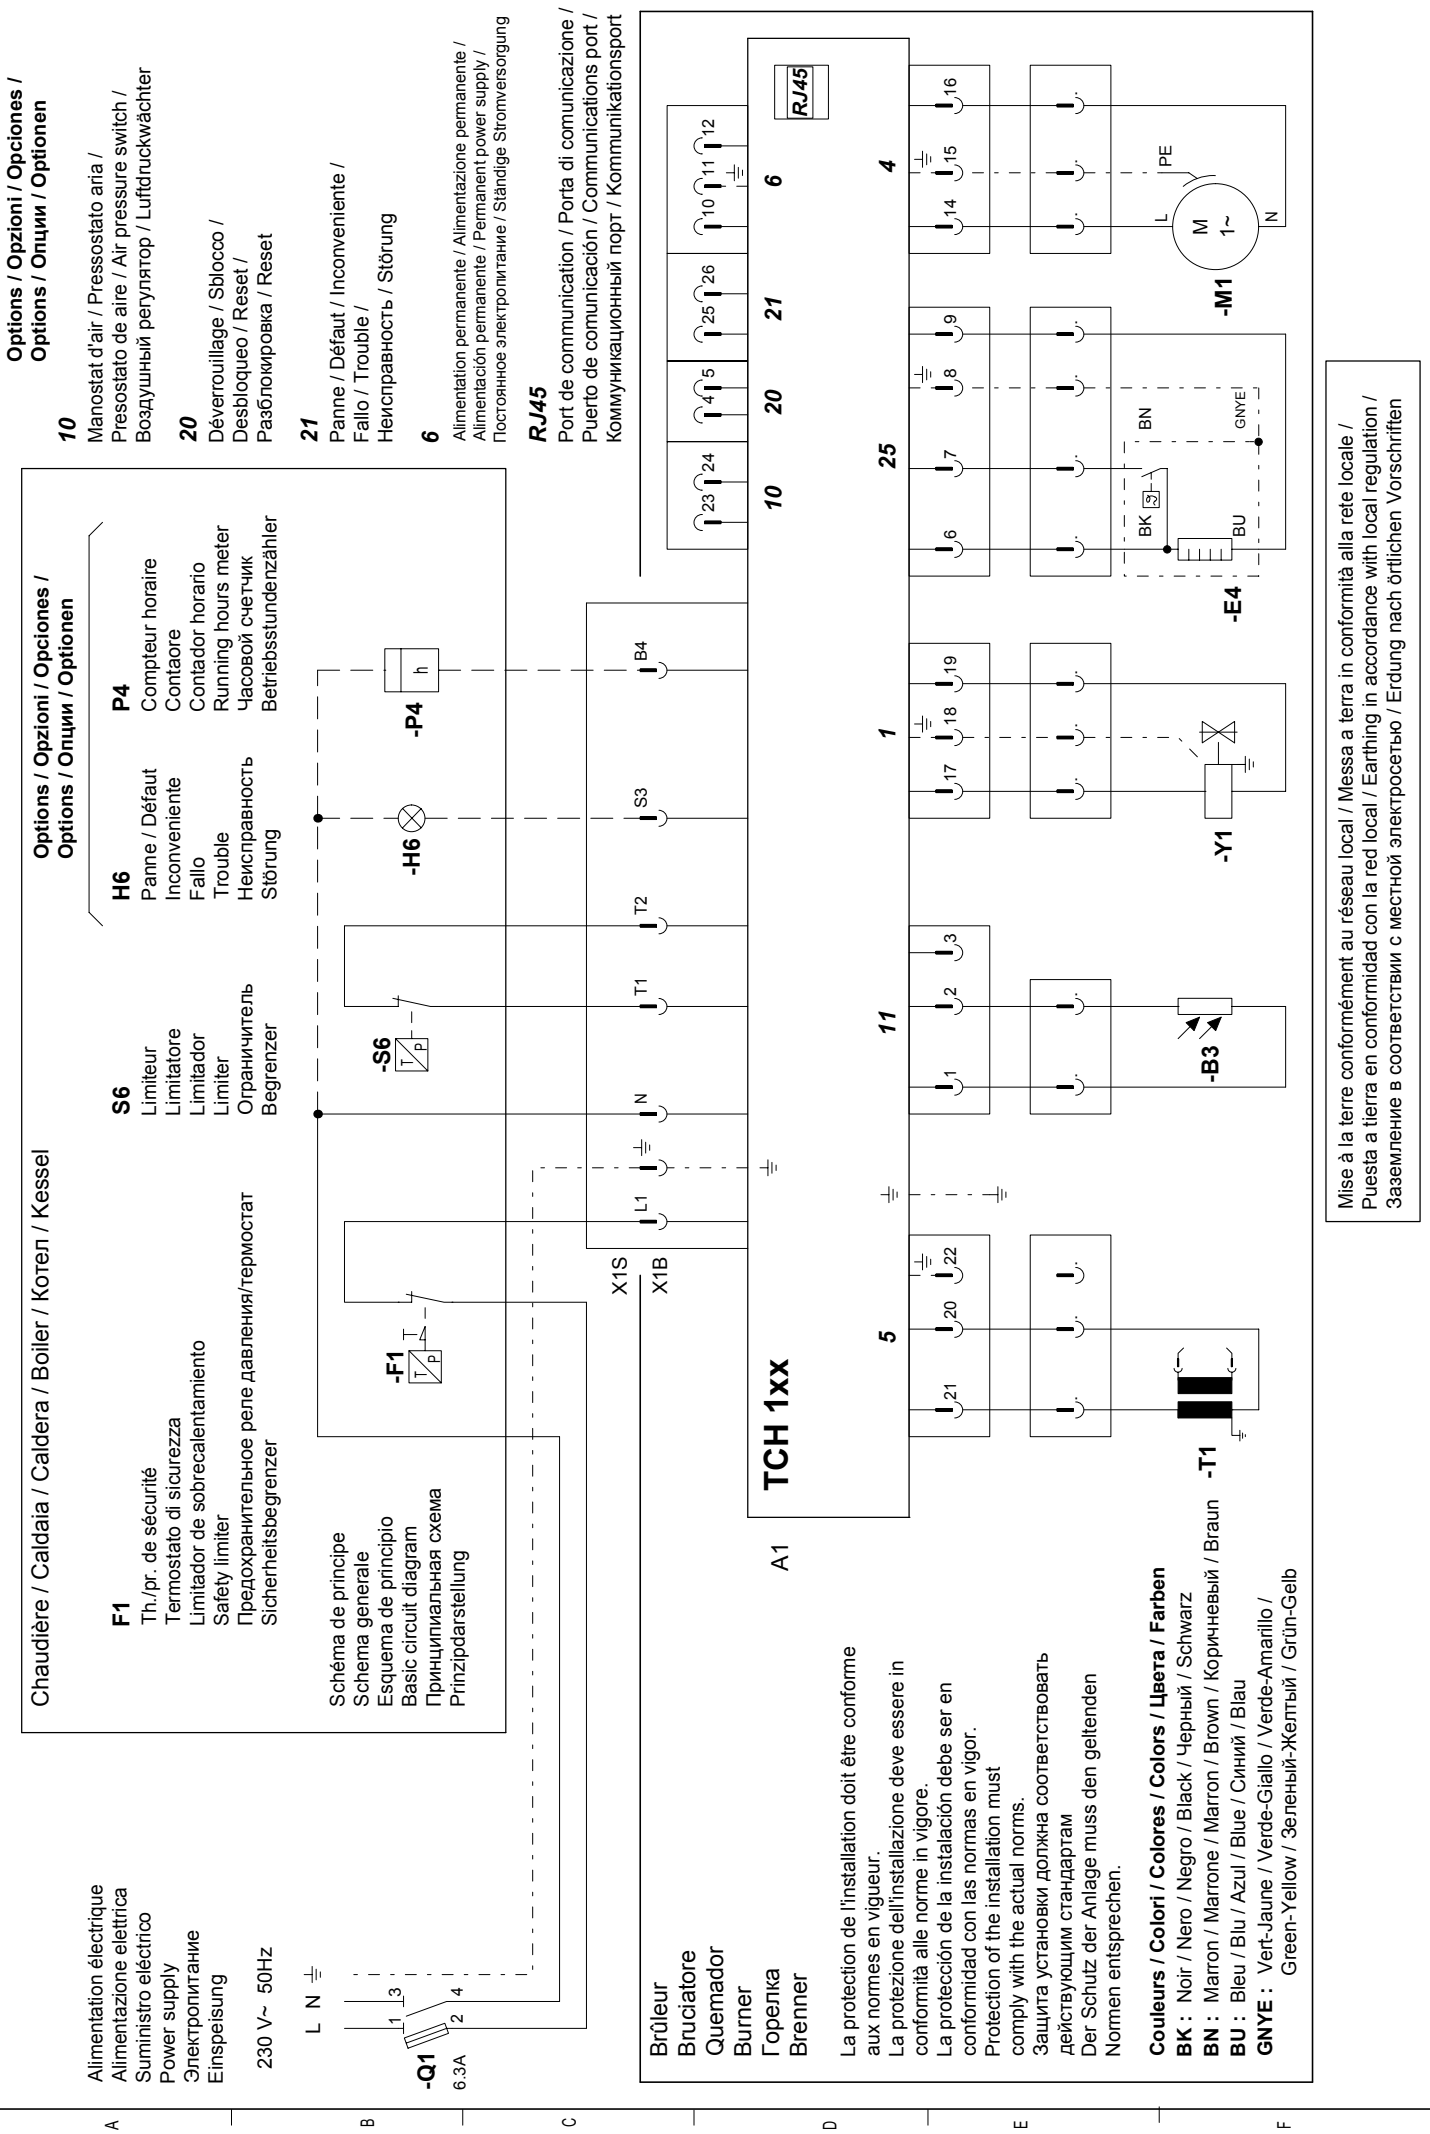 Options / Opzioni / Opciones /
Options / Опции / Optionen
10
Manostat d'air / Pressostato aria /
Presostato de aire / Air pressure switch /
Воздушный регулятор / Luftdruckwächter
20
Déverrouillage / Sblocco /
Desbloqueo / Reset /
Разблокировка / Reset
21
Panne / Défaut / Inconveniente /
Fallo / Trouble /
Неисправность / Störung
6
Alimentation permanente / Alimentazione permanente /
Alimentación permanente / Permanent power supply /
Постоянное электропитание / Ständige Stromversorgung
RJ45
Port de communication / Porta di comunicazione /
Puerto de comunicación / Communications port /
Коммуникационный порт / Kommunikationsport
Chaudière / Caldaia / Caldera / Boiler / Котел / Kessel
Options / Opzioni / Opciones /
Options / Опции / Optionen
F1
Th./pr. de sécurité
Termostato di sicurezza
Limitador de sobrecalentamiento
Safety limiter
Предохранительное реле давления/термостат
Sicherheitsbegrenzer
S6
Limiteur
Limitatore
Limitador
Limiter
Ограничитель
Begrenzer
H6
Panne / Défaut
Inconveniente
Fallo
Trouble
Неисправность
Störung
P4
Compteur horaire
Contaore
Contador horario
Running hours meter
Часовой счетчик
Betriebsstundenzähler
Schéma de principe
Schema generale
Esquema de principio
Basic circuit diagram
Принципиальная схема
Prinzipdarstellung
-F1
T P
-S6
T P
-H6
-P4
h
Alimentation électrique
Alimentazione elettrica
Suministro eléctrico
Power supply
Электропитание
Einspeisung
230 V~ 50Hz
L N
1 3
2 4
-Q1
6.3A
X1S
X1B
L1 N T1 T2 S3 B4
Brûleur
Bruciatore
Quemador
Burner
Горелка
Brenner
A1
TCH 1xx
23 24 4 5 25 26 10 11 12
10 20 21 6
RJ45
5 11 1 25 4
21 20 22 1 2 3 17 18 19 6 7 8 9 14 15 16
-T1
-B3
-Y1
-E4
BK BN
BU GNYE
-M1
M
1~
L N PE
La protection de l'installation doit être conforme
aux normes en vigueur.
La protezione dell'installazione deve essere in
conformità alle norme in vigore.
La protección de la instalación debe ser en
conformidad con las normas en vigor.
Protection of the installation must
comply with the actual norms.
Защита установки должна соответствовать
действующим стандартам
Der Schutz der Anlage muss den geltenden
Normen entsprechen.
Couleurs / Colori / Colores / Colors / Цвета / Farben
BK : Noir / Nero / Negro / Black / Черный / Schwarz
BN : Marron / Marrone / Marron / Brown / Коричневый / Braun
BU : Bleu / Blu / Azul / Blue / Синий / Blau
GNYE : Vert-Jaune / Verde-Giallo / Verde-Amarillo /
Green-Yellow / Зеленый-Желтый / Grün-Gelb
Mise à la terre conformément au réseau local / Messa a terra in conformità alla rete locale /
Puesta a tierra en conformidad con la red local / Earthing in accordance with local regulation /
Заземление в соответствии с местной электросетью / Erdung nach örtlichen Vorschriften
A
B
C
D
E
F